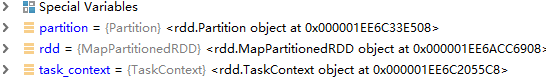 Special Variables
partition = {Partition} <rdd.Partition object at 0x000001EE6C33E508>
rdd = {MapPartitionedRDD} <rdd.MapPartitionedRDD object at 0x000001EE6ACC6908>
task_context = {TaskContext} <rdd.TaskContext object at 0x000001EE6C2055C8>